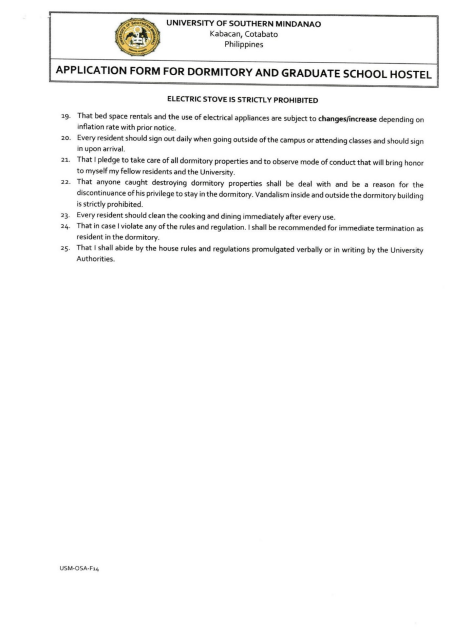 UNIVERSITY OF SOUTHERN MINDANAO
Kabacan, Cotabato
Philippines
APPLICATION FORM FOR DORMITORY AND GRADUATE SCHOOL HOSTEL
ELECTRIC STOVE IS STRICTLY PROHIBITED
19. That bed space rentals and the use of electrical appliances are subject to changes/increase depending on
inflation rate with prior notice.
20. Every resident should sign out daily when going outside of the campus or attending classes and should sign
in upon arrival.
21. That I pledge to take care of all dormitory properties and to observe mode of conduct that will bring honor
to myself my fellow residents and the University.
22. That anyone caught destroying dormitory properties shall be deal with and be a reason for the
discontinuance of his privilege to stay in the dormitory. Vandalism inside and outside the dormitory building
is strictly prohibited.
23. Every resident should clean the cooking and dining immediately after every use.
24. That in case I violate any of the rules and regulation. I shall be recommended for immediate termination as
resident in the dormitory.
25. That I shall abide by the house rules and regulations promulgated verbally or in writing by the University
Authorities.
USM-OSA-F14